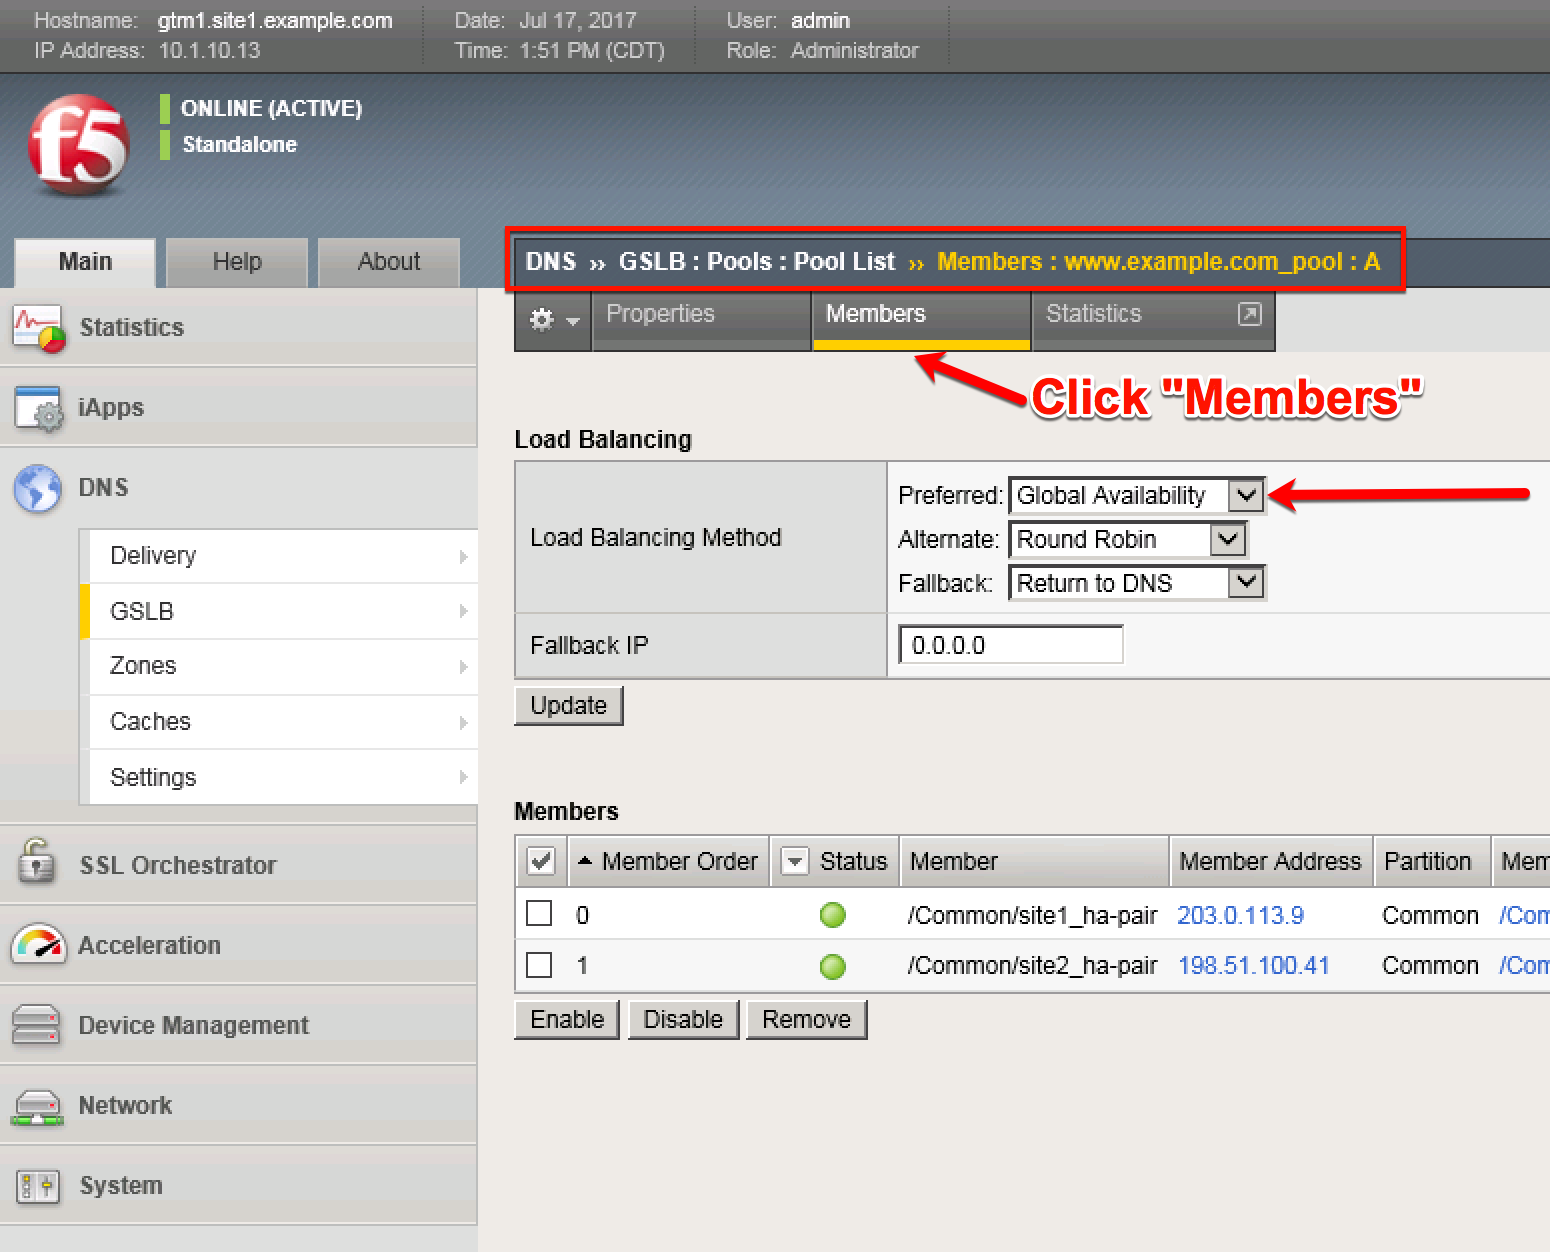 Hostname: gtm1.site1.example.com Date: Jul 17, 2017 User: admin
IP Address: 10.1.10.13 Time: 1:51 PM (CDT) Role: Administrator
f5
ONLINE (ACTIVE)
Standalone
Main Help About
DNS ›› GSLB : Pools : Pool List ›› Members : www.example.com_pool : A
Properties Members Statistics
Click "Members"
Statistics
iApps
DNS
Delivery
GSLB
Zones
Caches
Settings
SSL Orchestrator
Acceleration
Device Management
Network
System
Load Balancing
Load Balancing Method
Preferred: Global Availability
Alternate: Round Robin
Fallback: Return to DNS
Fallback IP 0.0.0.0
Update
Members
Member Order Status Member Member Address Partition Mem
0 /Common/site1_ha-pair 203.0.113.9 Common /Com
1 /Common/site2_ha-pair 198.51.100.41 Common /Com
Enable Disable Remove